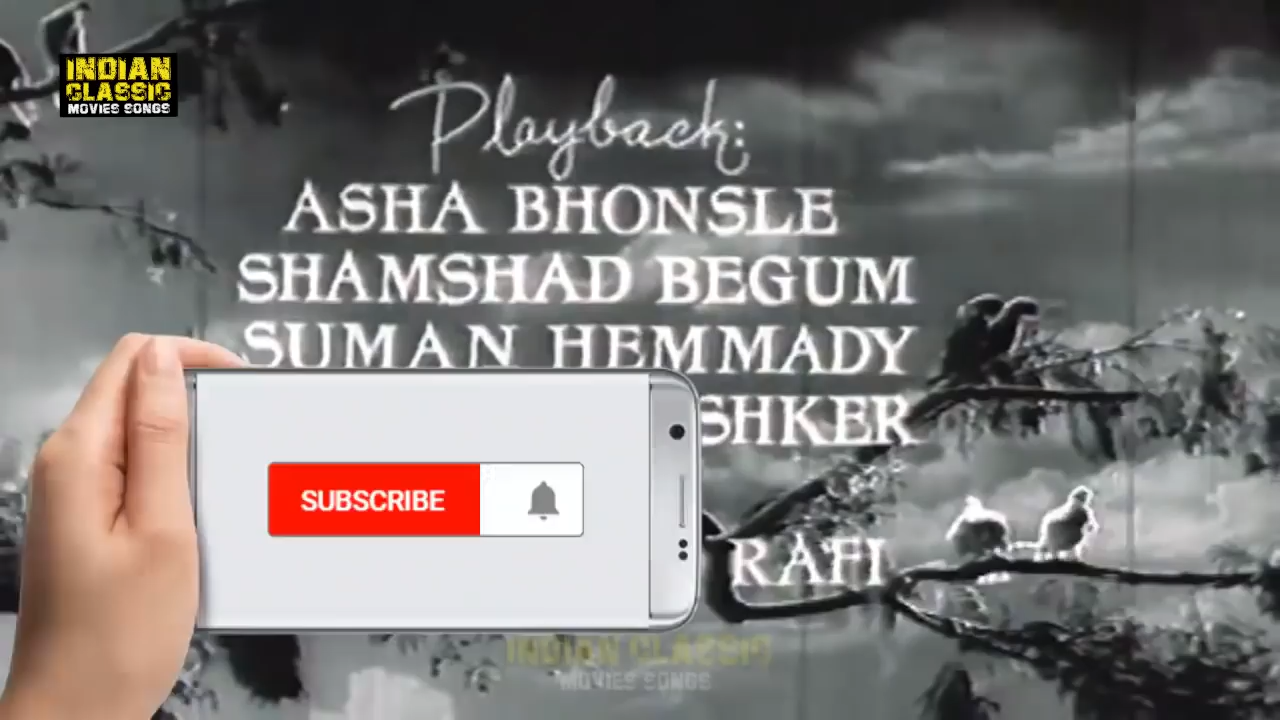 INDIAN
CLASSIC
MOVIES SONGS
Playback:
ASHA BHONSLE
SHAMSHAD BEGUM
SUMAN HEMMADY
SHKER
SUBSCRIBE
RAFI
INDIAN CLASSIC
MOVIES SONGS